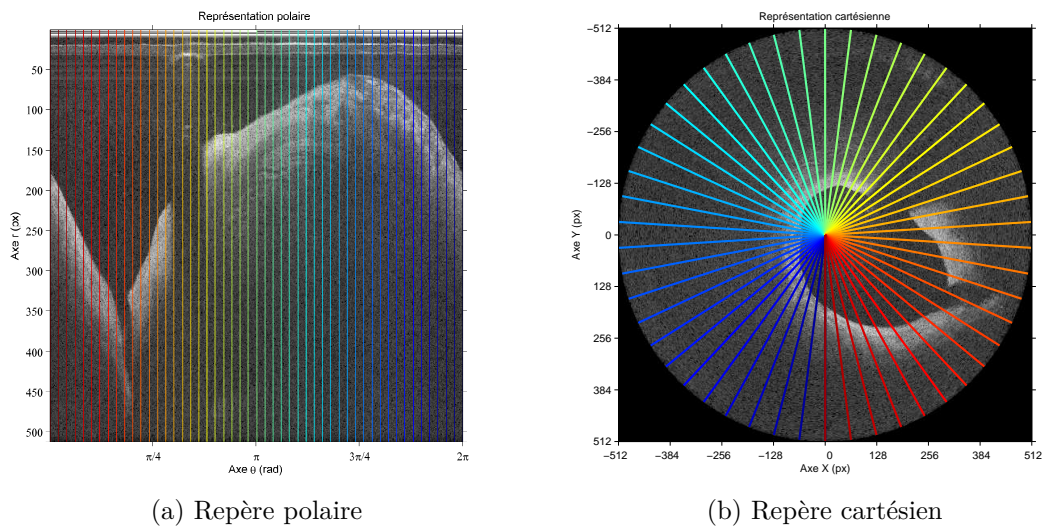 Représentation polaire
50
100
150
200
250
300
350
400
450
500
Axe r (px)
π/4
π
3π/4
2π
Axe θ (rad)
(a) Repère polaire
Représentation cartésienne
−512
−384
−256
−128
0
128
256
384
512
Axe Y (px)
−512
−384
−256
−128
0
128
256
384
512
Axe X (px)
(b) Repère cartésien